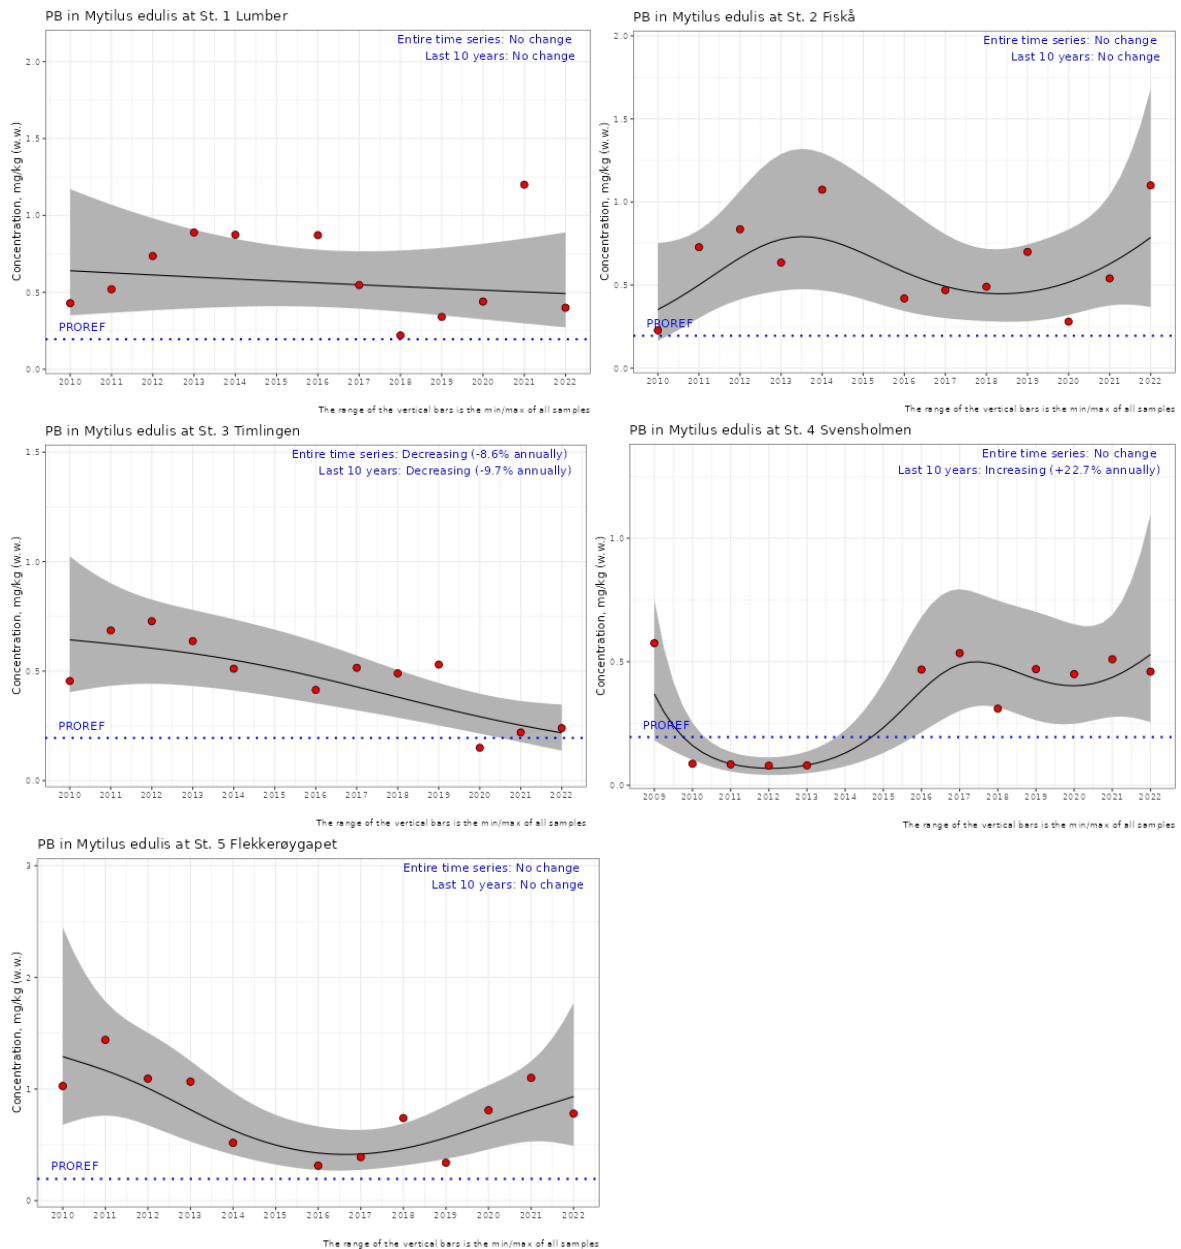 PB in Mytilus edulis at St. 1 Lumber
Entire time series: No change
Last 10 years: No change
Concentration, mg/kg (w.w.)
2.0
1.5
1.0
0.5
0.0
PROREF
2010 2011 2012 2013 2014 2015 2016 2017 2018 2019 2020 2021 2022
The range of the vertical bars is the min/max of all samples
PB in Mytilus edulis at St. 2 Fiskå
Entire time series: No change
Last 10 years: No change
Concentration, mg/kg (w.w.)
2.0
1.5
1.0
0.5
0.0
PROREF
2010 2011 2012 2013 2014 2015 2016 2017 2018 2019 2020 2021 2022
The range of the vertical bars is the min/max of all samples
PB in Mytilus edulis at St. 3 Timlingen
Entire time series: Decreasing (-8.6% annually)
Last 10 years: Decreasing (-9.7% annually)
Concentration, mg/kg (w.w.)
1.5
1.0
0.5
0.0
PROREF
2010 2011 2012 2013 2014 2015 2016 2017 2018 2019 2020 2021 2022
The range of the vertical bars is the min/max of all samples
PB in Mytilus edulis at St. 4 Svensholmen
Entire time series: No change
Last 10 years: Increasing (+22.7% annually)
Concentration, mg/kg (w.w.)
1.0
0.5
0.0
PROREF
2009 2010 2011 2012 2013 2014 2015 2016 2017 2018 2019 2020 2021 2022
The range of the vertical bars is the min/max of all samples
PB in Mytilus edulis at St. 5 Flekkerøygapet
Entire time series: No change
Last 10 years: No change
Concentration, mg/kg (w.w.)
3
2
1
0
PROREF
2010 2011 2012 2013 2014 2015 2016 2017 2018 2019 2020 2021 2022
The range of the vertical bars is the min/max of all samples